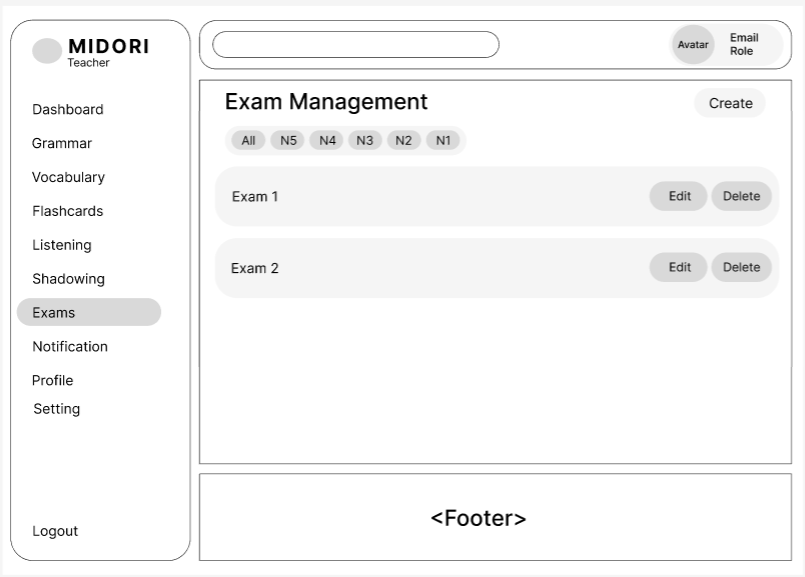 MIDORI
Teacher
Dashboard
Grammar
Vocabulary
Flashcards
Listening
Shadowing
Exams
Notification
Profile
Setting
Logout
Avatar
Email
Role
Exam Management
Create
All N5 N4 N3 N2 N1
Exam 1 Edit Delete
Exam 2 Edit Delete
<Footer>